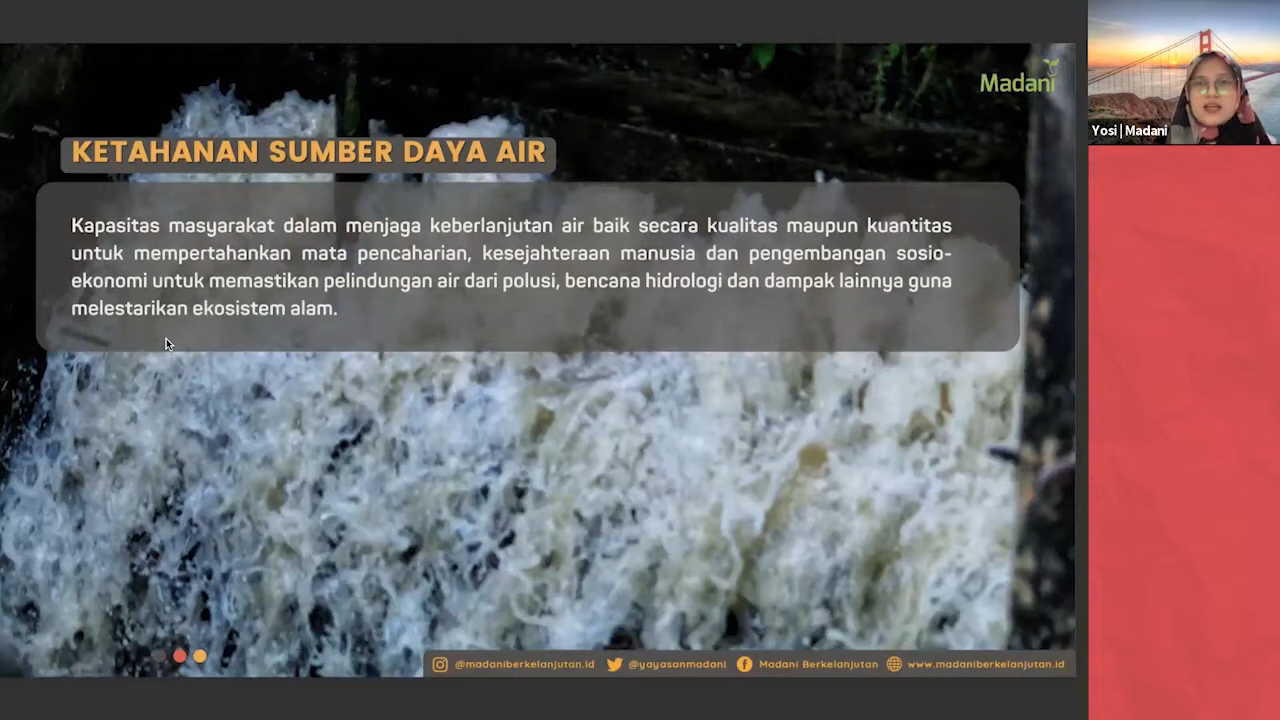 Madani
Yosi | Madani
KETAHANAN SUMBER DAYA AIR
Kapasitas masyarakat dalam menjaga keberlanjutan air baik secara kualitas maupun kuantitas
untuk mempertahankan mata pencaharian, kesejahteraan manusia dan pengembangan sosio-
ekonomi untuk memastikan pelindungan air dari polusi, bencana hidrologi dan dampak lainnya guna
melestarikan ekosistem alam.
@madaniberkelanjutan.id @yayasanmadani Madani Berkelanjutan www.madaniberkelanjutan.id